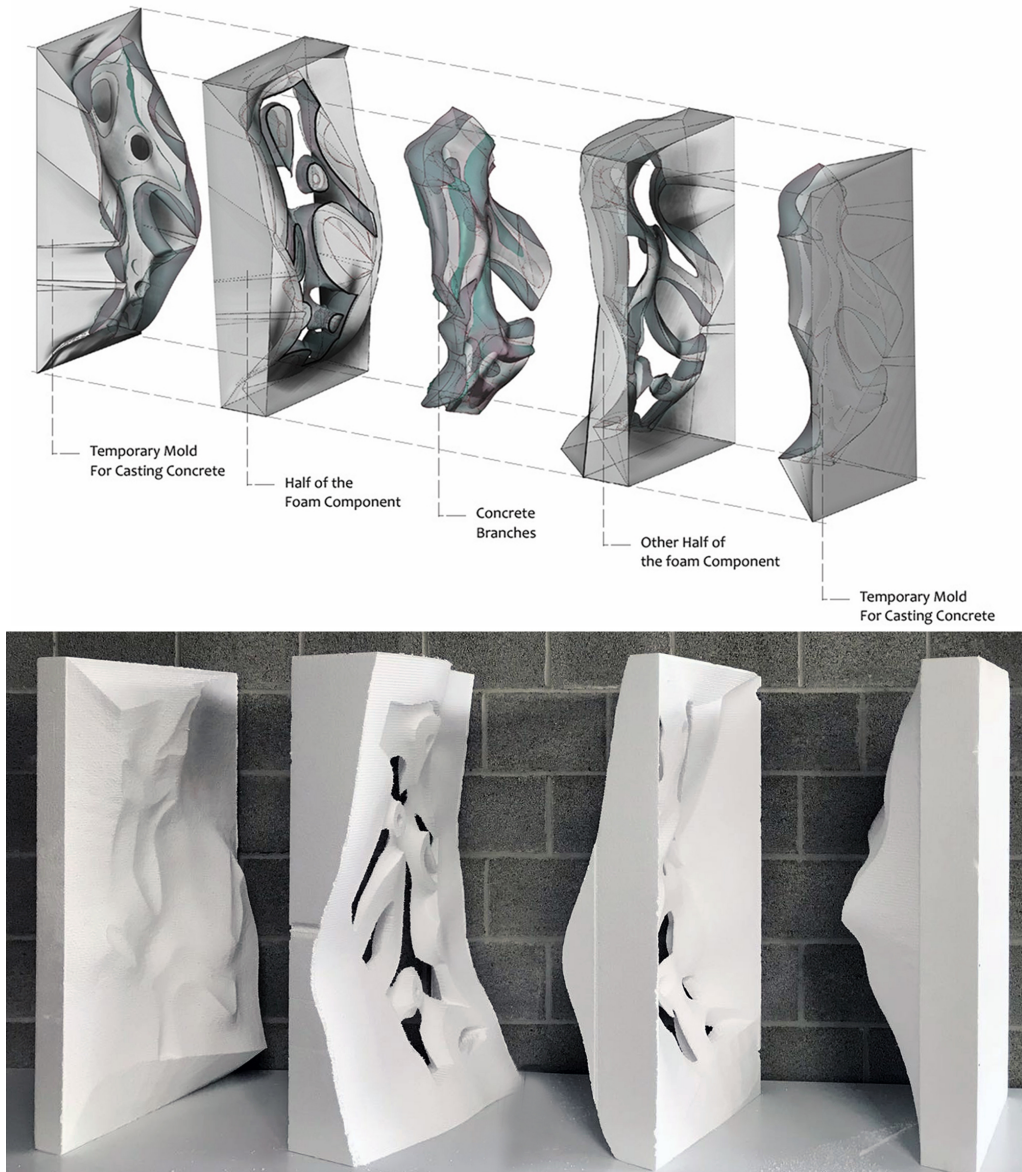 Temporary Mold
For Casting Concrete
Half of the
Foam Component
Concrete
Branches
Other Half of
the foam Component
Temporary Mold
For Casting Concrete